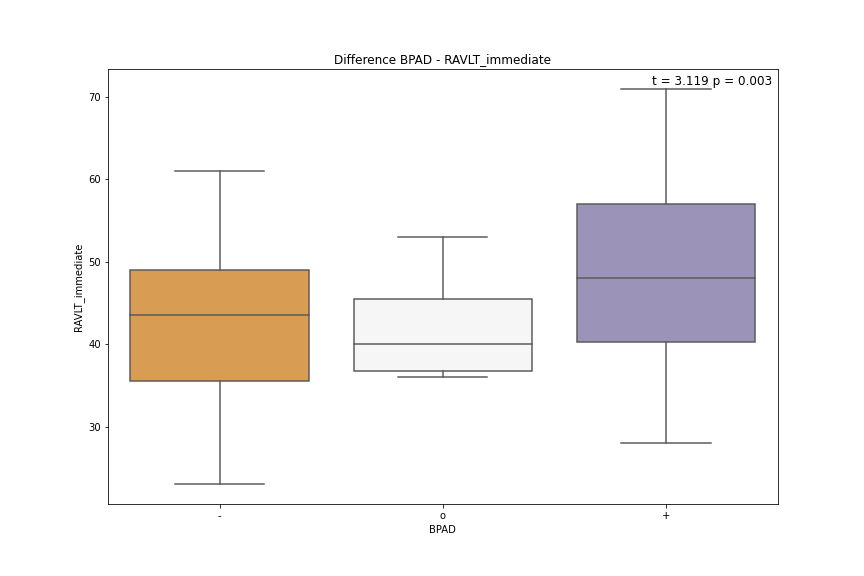 Difference BPAD - RAVLT_immediate
t = 3.119 p = 0.003
70
60
50
40
30
RAVLT_immediate
-
o
+
BPAD